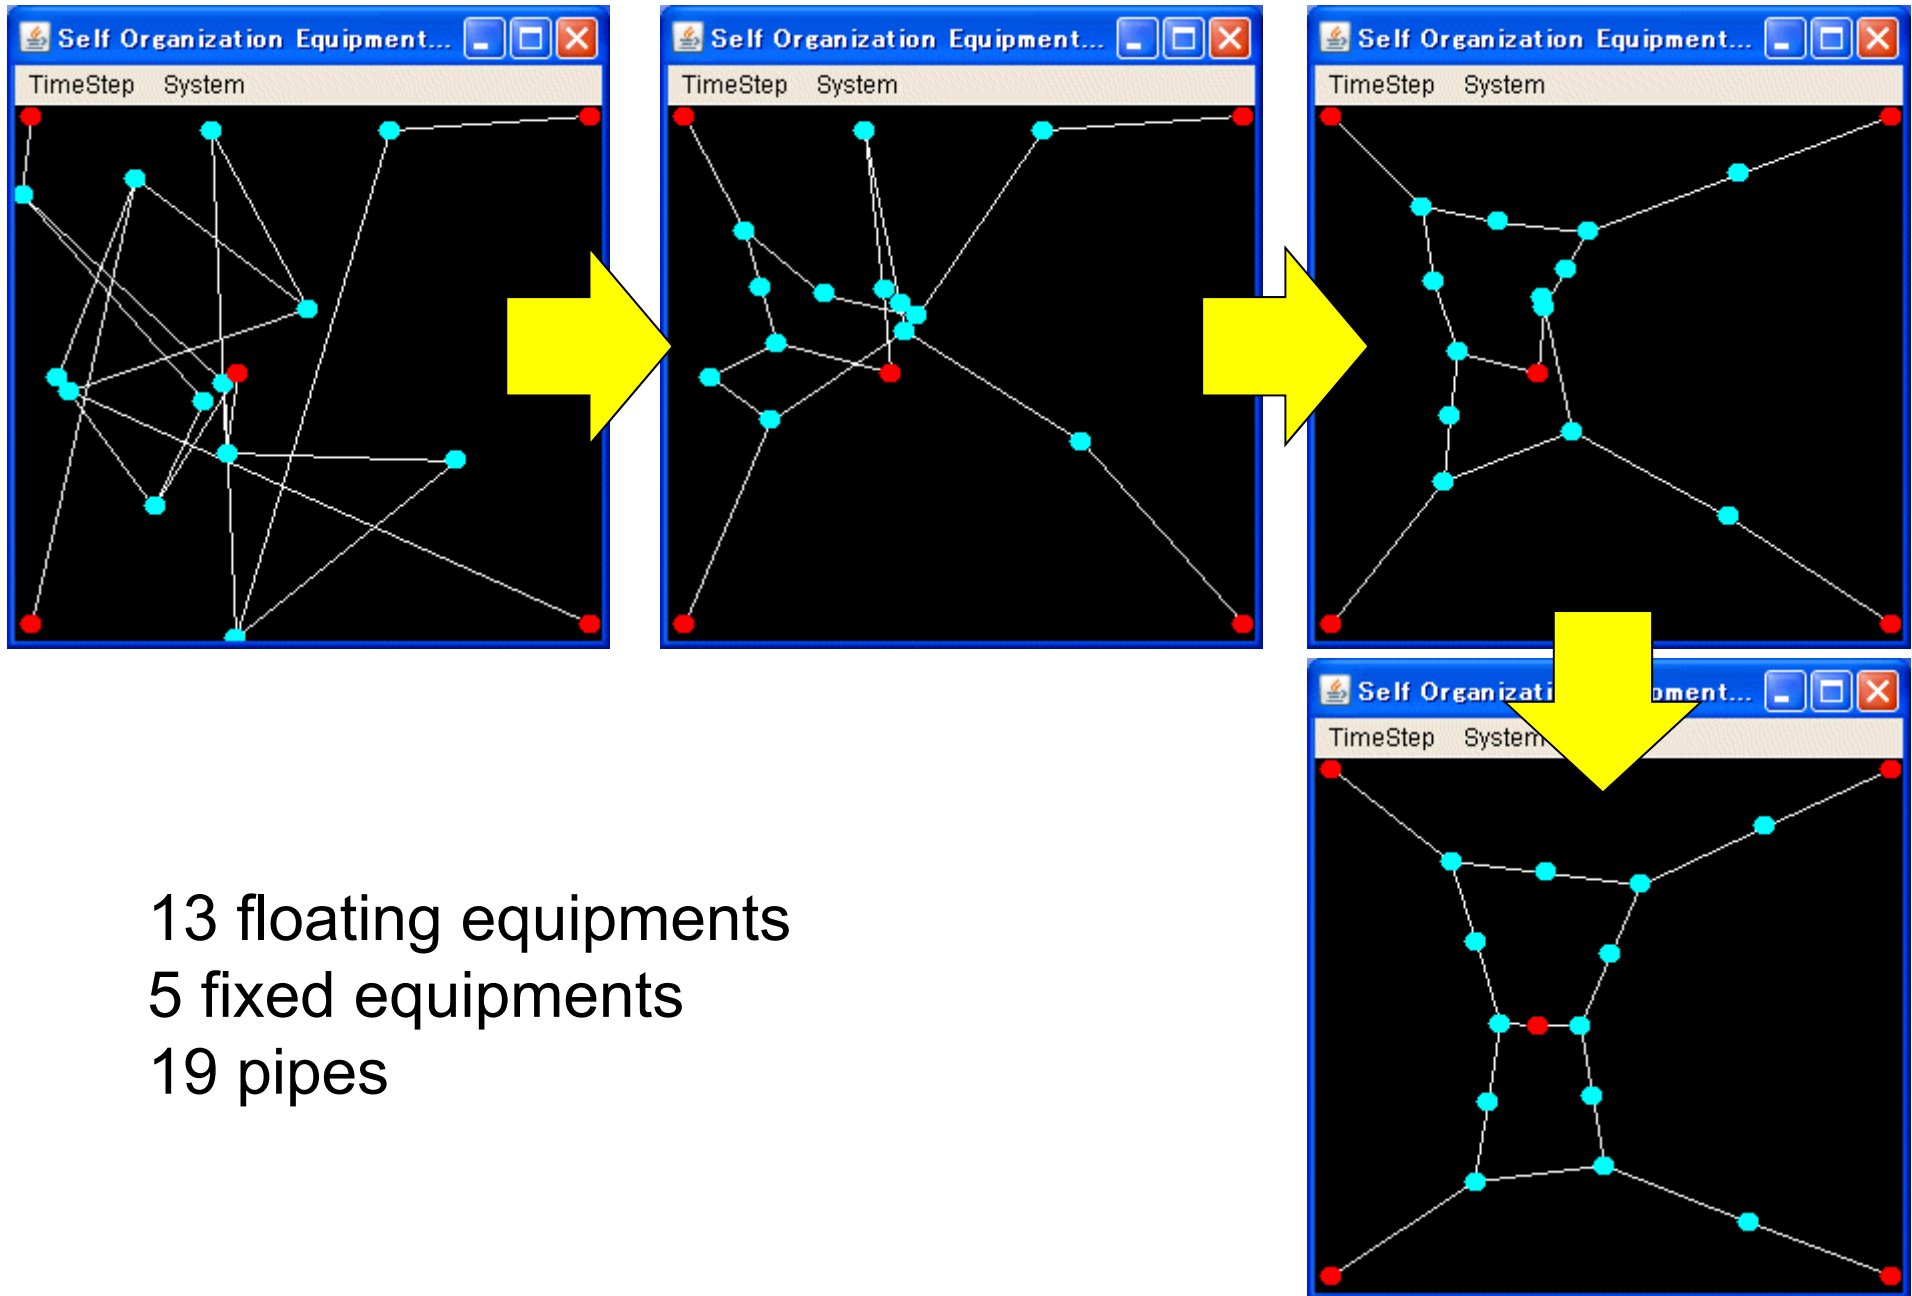 Self Organization Equipment...
TimeStep System
Self Organization Equipment...
TimeStep System
Self Organization Equipment...
TimeStep System
Self Organizati pment...
TimeStep System
13 floating equipments
5 fixed equipments
19 pipes